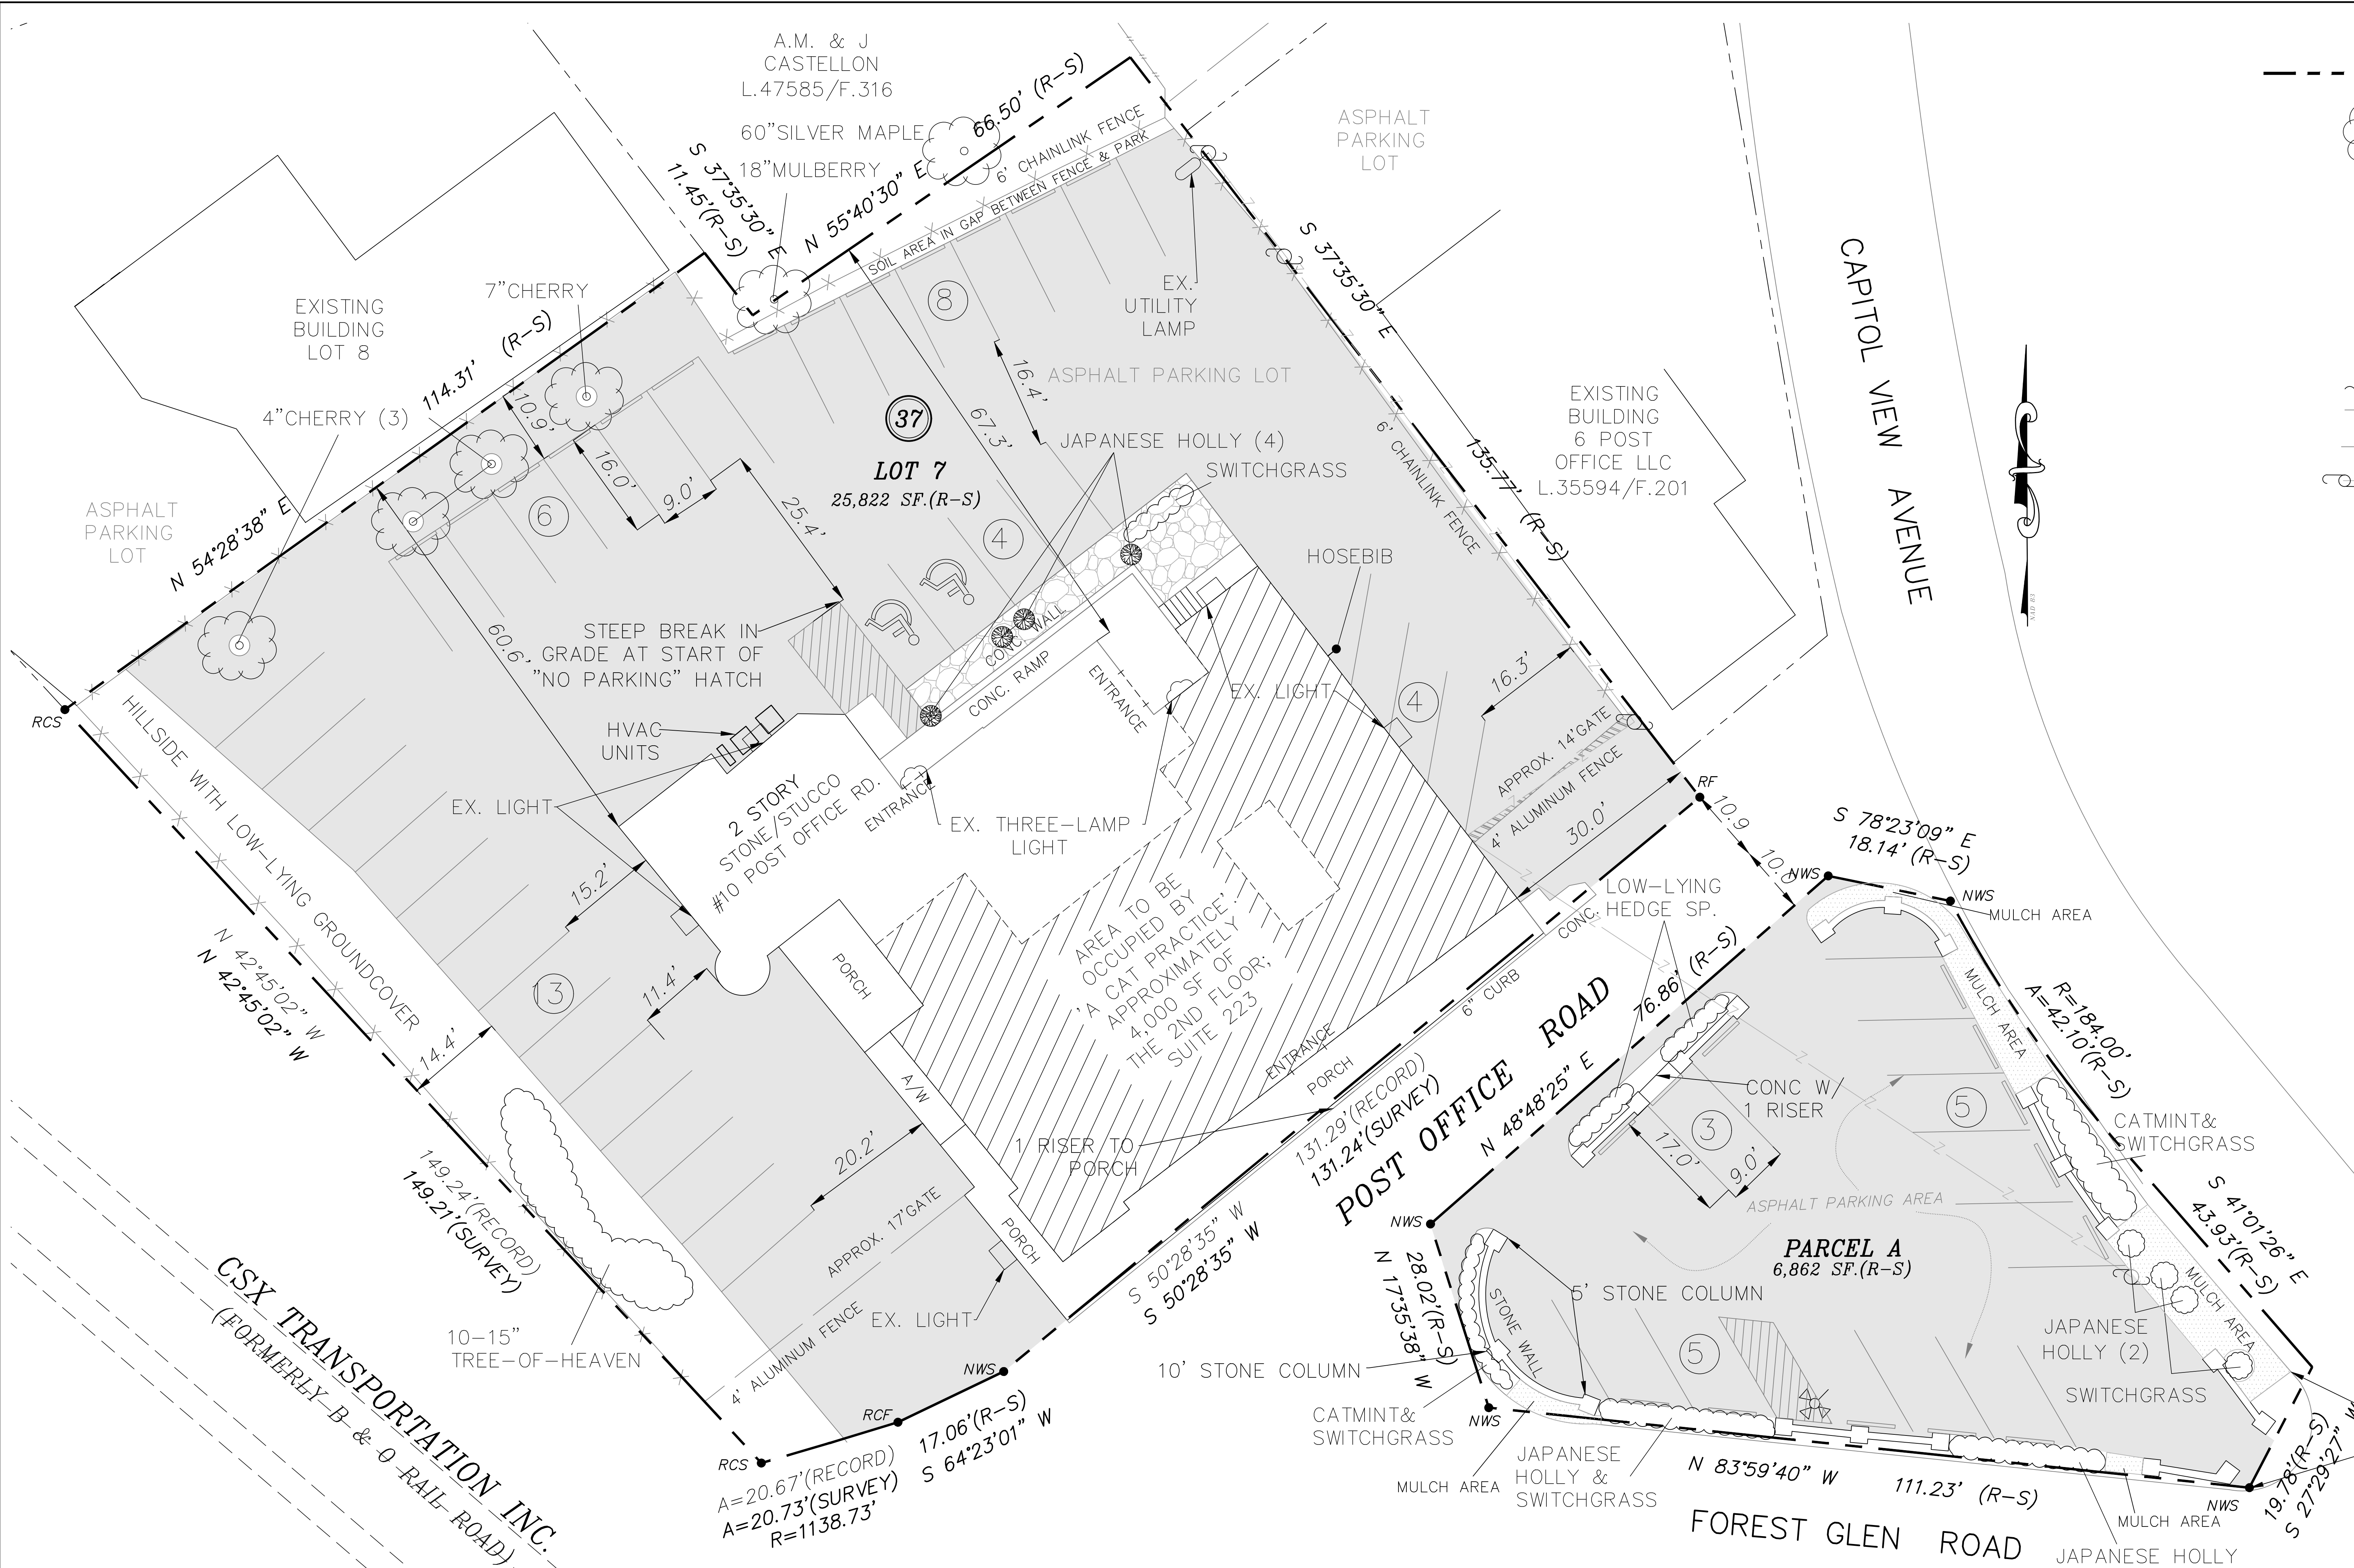 A.M. & J
CASTELLON
L.47585/F.316
60"SILVER MAPLE
18"MULBERRY
S 37°35'30" E
11.45'(R-S)
N 55°40'30" E
66.50' (R-S)
6' CHAINLINK FENCE
SOIL AREA IN GAP BETWEEN FENCE & PARK
ASPHALT
PARKING
LOT
EXISTING
BUILDING
LOT 8
7"CHERRY
4"CHERRY (3)
114.31' (R-S)
N 54°28'38" E
ASPHALT
PARKING
LOT
10.9'
16.0'
9.0'
6
25.4'
60.6'
8
16.4'
67.3'
37
LOT 7
25,822 SF.(R-S)
4
ASPHALT PARKING LOT
EX.
UTILITY
LAMP
JAPANESE HOLLY (4)
SWITCHGRASS
S 37°35'30" E
135.77' (R-S)
6' CHAINLINK FENCE
EXISTING
BUILDING
6 POST
OFFICE LLC
L.35594/F.201
CAPITOL VIEW AVENUE
NAD 83
HOSEBIB
STEEP BREAK IN
GRADE AT START OF
"NO PARKING" HATCH
HVAC
UNITS
EX. LIGHT
2 STORY
STONE/STUCCO
#10 POST OFFICE RD.
ENTRANCE
CONC. WALL
CONC. RAMP
ENTRANCE
EX. LIGHT
EX. THREE-LAMP
LIGHT
4
16.3'
APPROX. 14'GATE
4' ALUMINUM FENCE
30.0'
RF
10.9
10.0
RCS
HILLSIDE WITH LOW-LYING GROUNDCOVER
N 42°45'02" W
N 42°45'02" W
149.24'(RECORD)
149.21'(SURVEY)
14.4'
13
15.2'
11.4'
20.2'
PORCH
A/W
PORCH
AREA TO BE
OCCUPIED BY
'A CAT PRACTICE'.
APPROXIMATELY
4,000 SF OF
THE 2ND FLOOR;
SUITE 223
ENTRANCE
PORCH
6" CURB
CONC.
1 RISER TO
PORCH
131.29'(RECORD)
131.24'(SURVEY)
S 50°28'35" W
S 50°28'35" W
POST OFFICE ROAD
APPROX. 17'GATE
4' ALUMINUM FENCE
EX. LIGHT
10-15"
TREE-OF-HEAVEN
CSX TRANSPORTATION INC.
(FORMERLY B & O RAIL ROAD)
RCS
RCF
NWS
A=20.67'(RECORD)
A=20.73'(SURVEY)
R=1138.73'
17.06'(R-S)
S 64°23'01" W
S 78°23'09" E
18.14' (R-S)
NWS
NWS
MULCH AREA
LOW-LYING
HEDGE SP.
76.86' (R-S)
N 48°48'25" E
CONC W/
1 RISER
3
17.0'
9.0'
5
MULCH AREA
R=184.00'
A=42.10'(R-S)
CATMINT&
SWITCHGRASS
S 41°01'26" E
43.93'(R-S)
ASPHALT PARKING AREA
PARCEL A
6,862 SF.(R-S)
NWS
28.02'(R-S)
N 17°35'38" W
STONE WALL
5' STONE COLUMN
10' STONE COLUMN
5
MULCH AREA
JAPANESE
HOLLY (2)
SWITCHGRASS
CATMINT&
SWITCHGRASS
NWS
MULCH AREA
JAPANESE
HOLLY &
SWITCHGRASS
N 83°59'40" W 111.23' (R-S)
NWS
19.78'(R-S)
S 27°29'27" W
MULCH AREA
JAPANESE HOLLY
FOREST GLEN ROAD